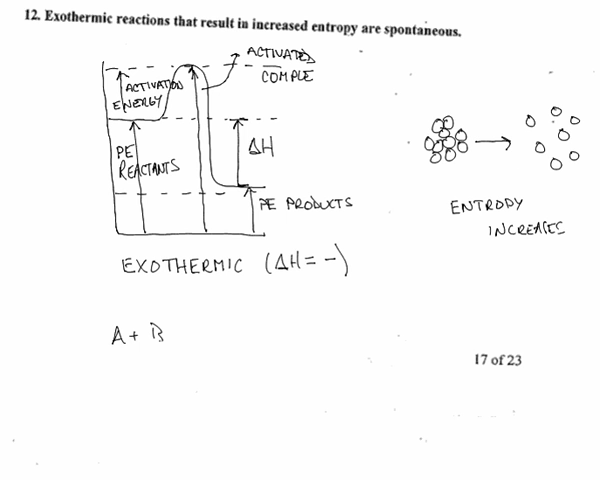 12. Exothermic reactions that result in increased entropy are spontaneous.
ACTIVATED
COMPLE
ACTIVATION
ENERGY
PE
REACTANTS
ΔH
PE PRODUCTS
ENTROPY
INCREASES
EXOTHERMIC (ΔH = -)
A + B
17 of 23